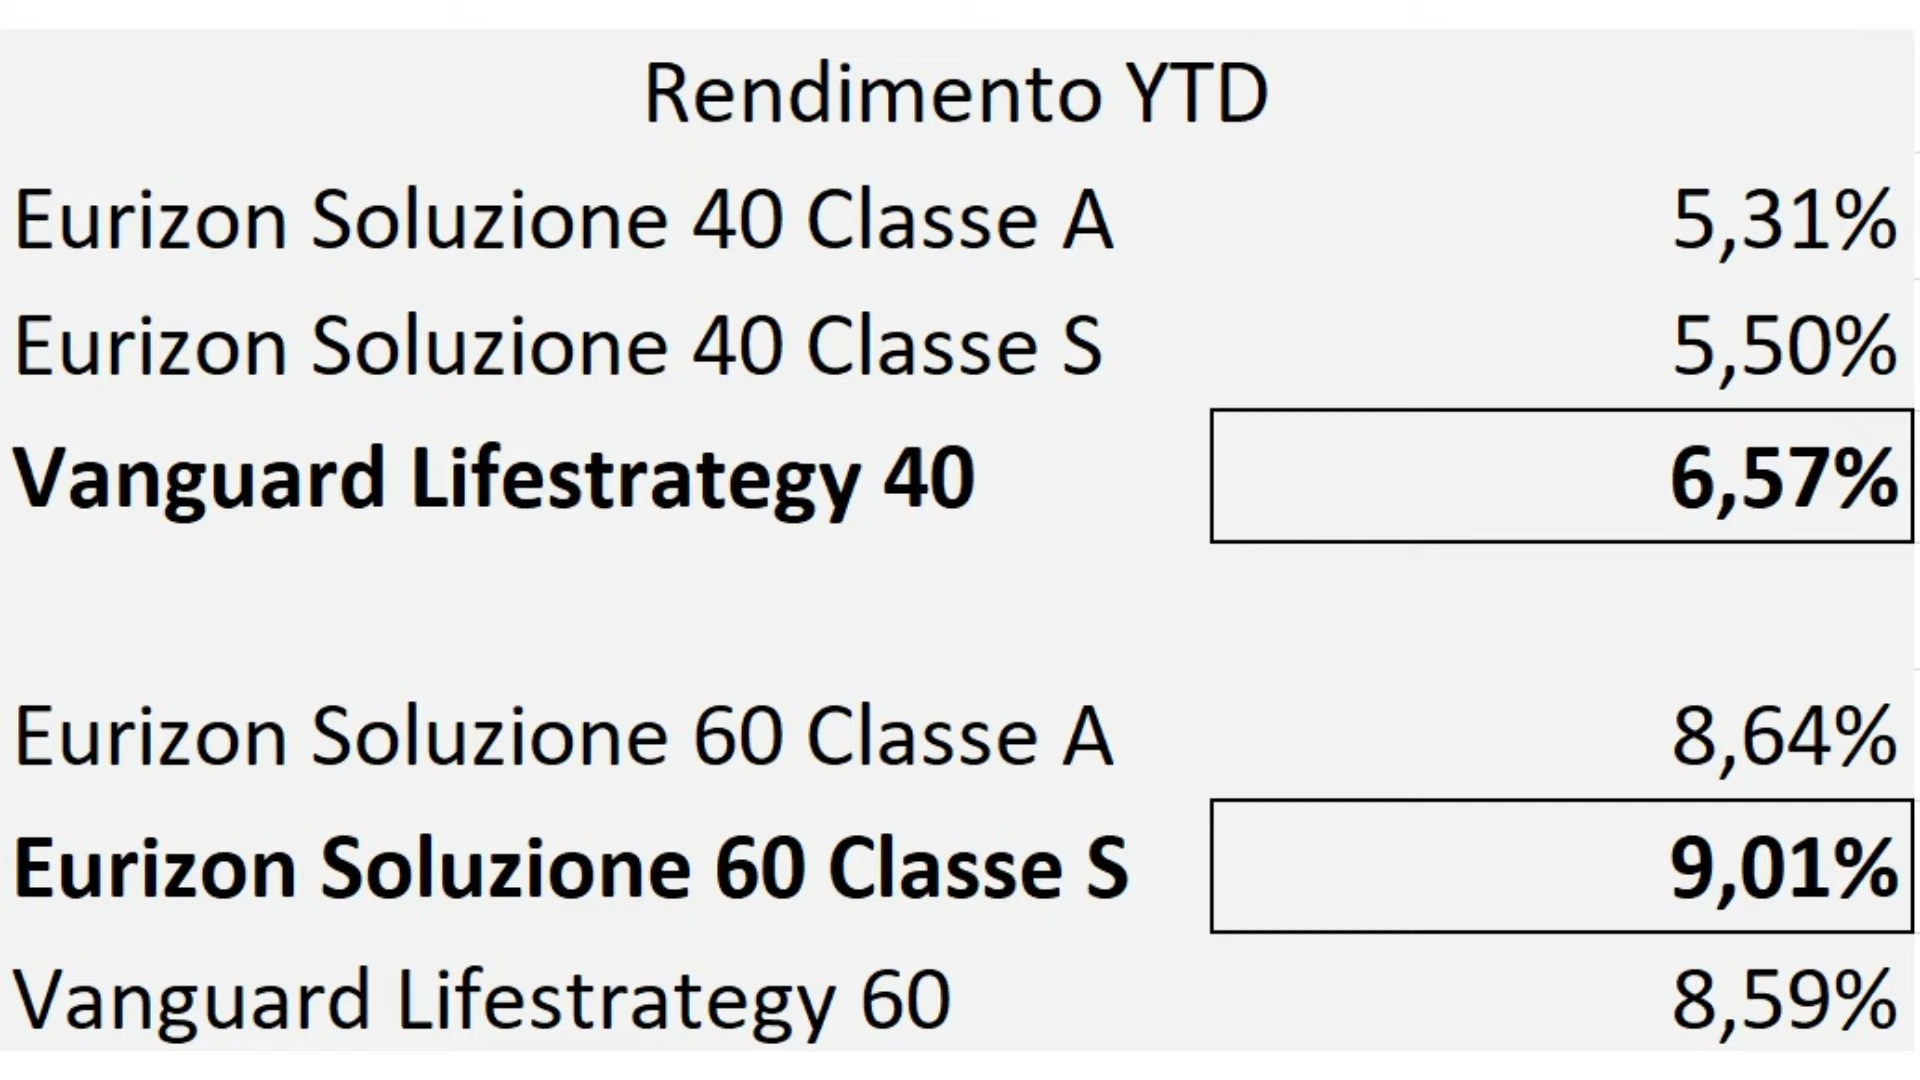 Rendimento YTD
Eurizon Soluzione 40 Classe A 5,31%
Eurizon Soluzione 40 Classe S 5,50%
Vanguard Lifestrategy 40 6,57%
Eurizon Soluzione 60 Classe A 8,64%
Eurizon Soluzione 60 Classe S 9,01%
Vanguard Lifestrategy 60 8,59%